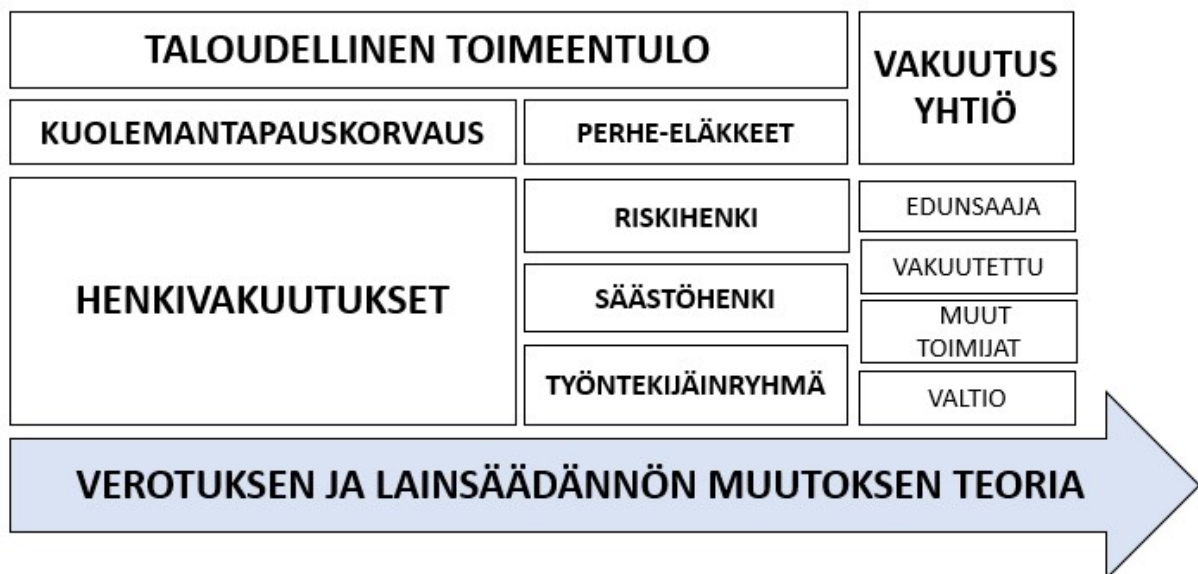 TALOUDELLINEN TOIMEENTULO
VAKUUTUS
YHTIÖ
KUOLEMANTAPAUSKORVAUS
PERHE-ELÄKKEET
HENKIVAKUUTUKSET
RISKIHENKI
SÄÄSTÖHENKI
TYÖNTEKIJÄINRYHMÄ
EDUNSAAJA
VAKUUTETTU
MUUT
TOIMIJAT
VALTIO
VEROTUKSEN JA LAINSÄÄDÄNNÖN MUUTOKSEN TEORIA